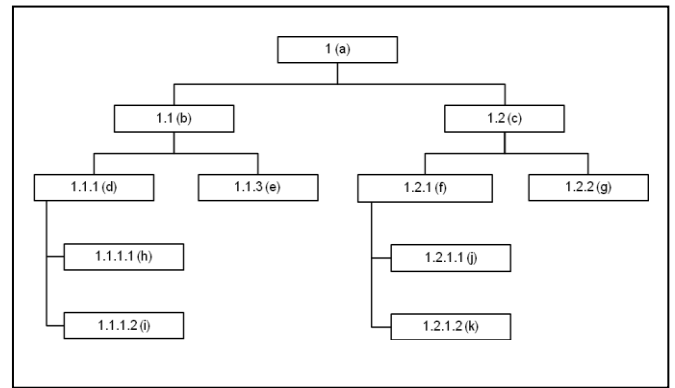 1 (a)
1.1 (b)
1.2 (c)
1.1.1 (d)
1.1.3 (e)
1.2.1 (f)
1.2.2 (g)
1.1.1.1 (h)
1.2.1.1 (j)
1.1.1.2 (i)
1.2.1.2 (k)